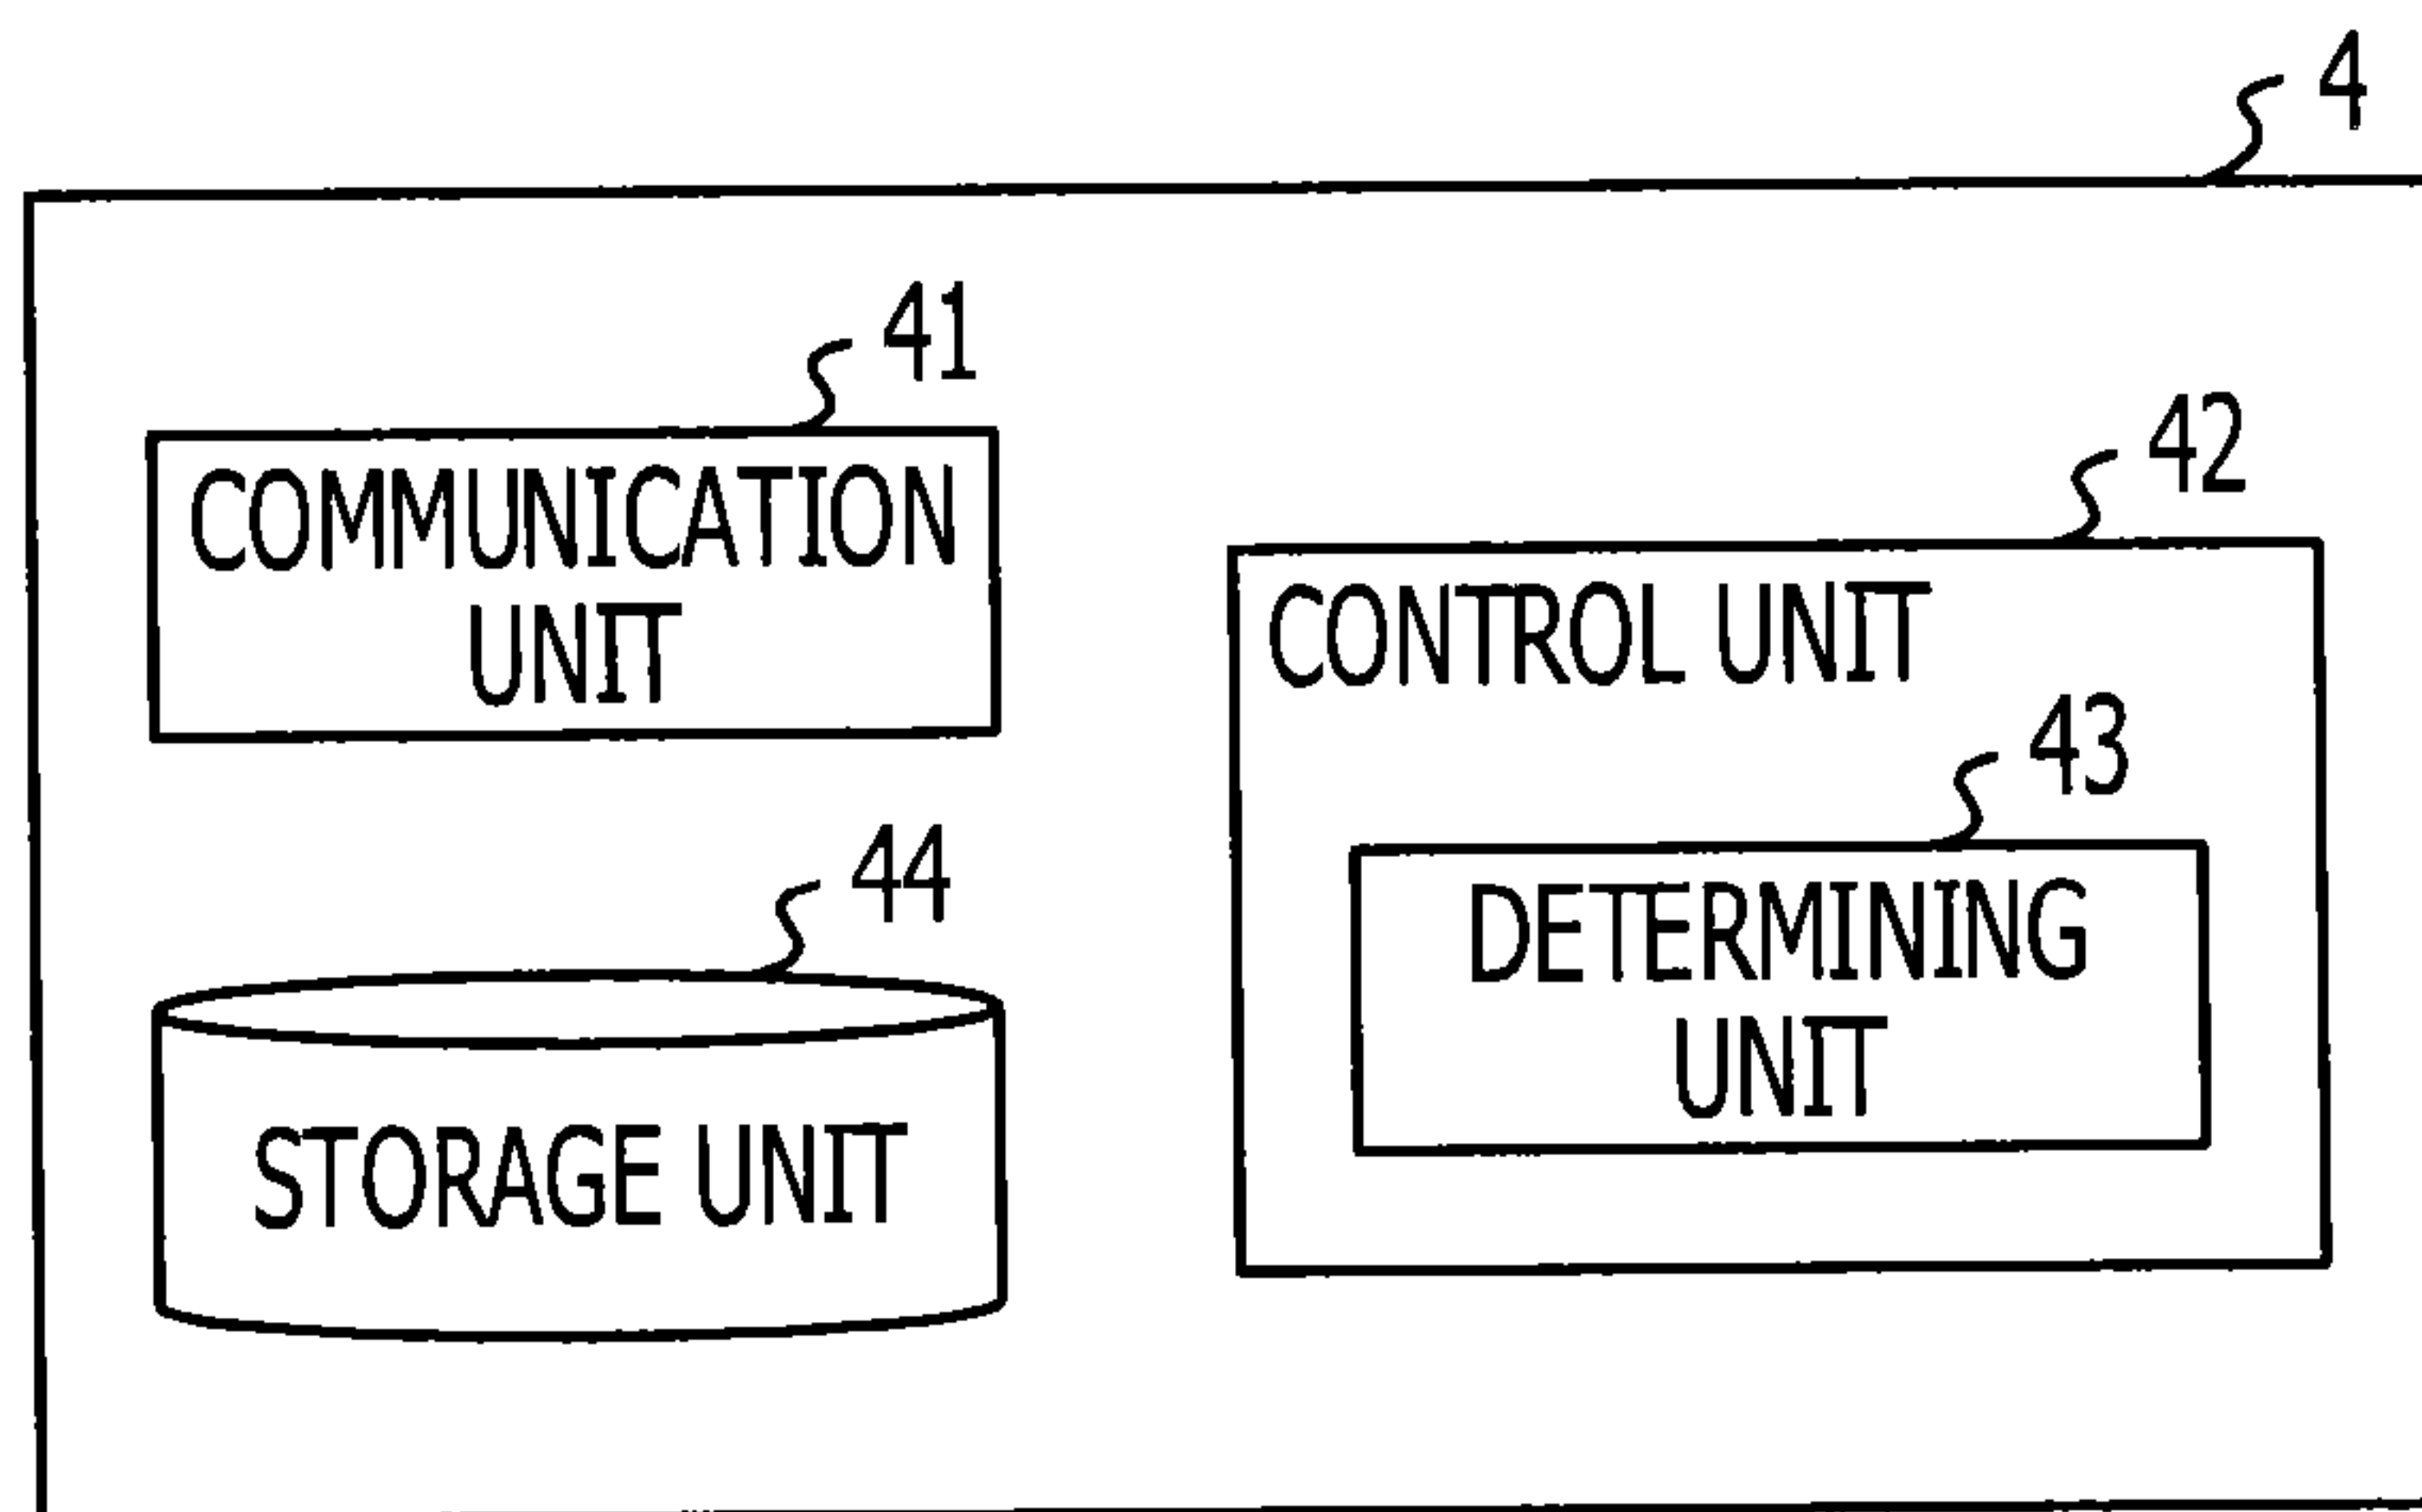 4
41
COMMUNICATION
UNIT
42
CONTROL UNIT
43
DETERMINING
UNIT
44
STORAGE UNIT